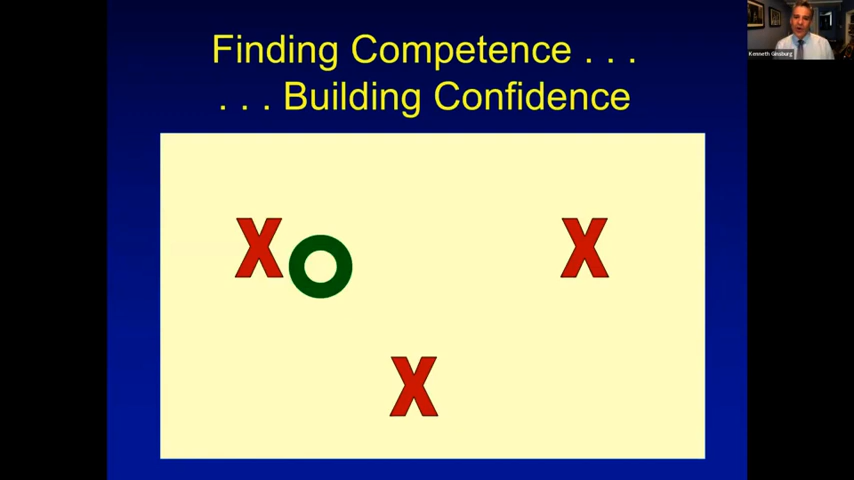 Finding Competence . . .
. . . Building Confidence
X
O
X
X
Kenneth Ginsburg